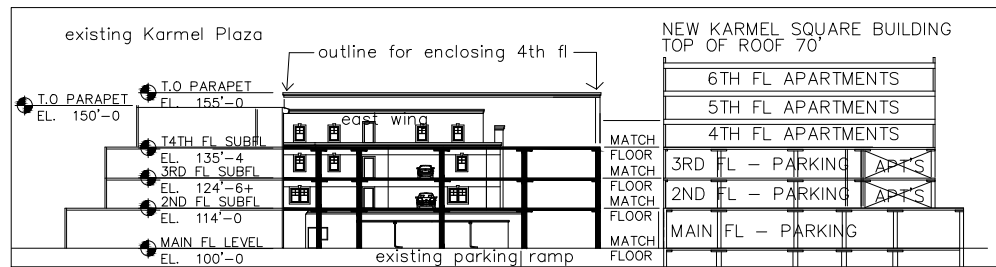 existing Karmel Plaza
outline for enclosing 4th fl
NEW KARMEL SQUARE BUILDING
TOP OF ROOF 70'
T.O PARAPET
EL. 155'-0
T.O PARAPET
EL. 150'-0
east wing
T4TH FL SUBFL
EL. 135'-4
3RD FL SUBFL
EL. 124'-6+
2ND FL SUBFL
EL. 114'-0
MAIN FL LEVEL
EL. 100'-0
existing parking ramp
MATCH
FLOOR
MATCH
FLOOR
MATCH
FLOOR
MATCH
FLOOR
6TH FL APARTMENTS
5TH FL APARTMENTS
4TH FL APARTMENTS
3RD FL - PARKING
APT'S
2ND FL - PARKING
APT'S
MAIN FL - PARKING